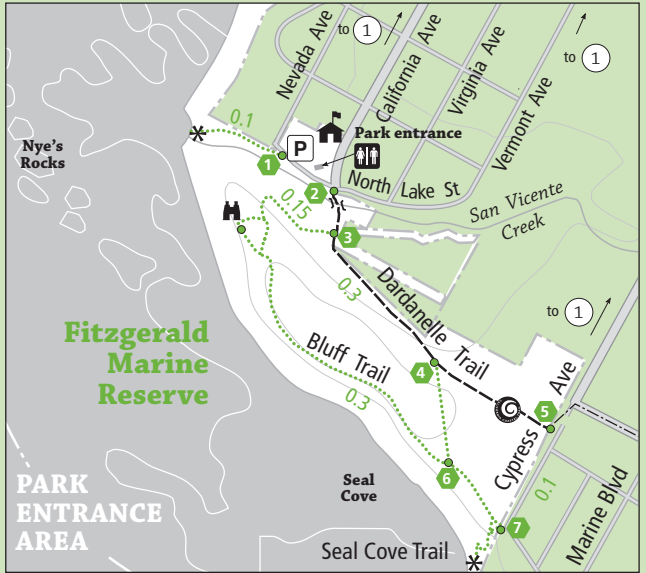 Nevada Ave
to 1
California Ave
Virginia Ave
Vermont Ave
to 1
0.1
P
Park entrance
Nye's
Rocks
1
2
North Lake St
San Vicente
Creek
0.15
3
0.3
Dardanelle Trail
to 1
Fitzgerald
Marine
Reserve
Bluff Trail
4
0.3
5
Cypress Ave
6
Seal
Cove
0.1
Marine Blvd
7
PARK
ENTRANCE
AREA
Seal Cove Trail